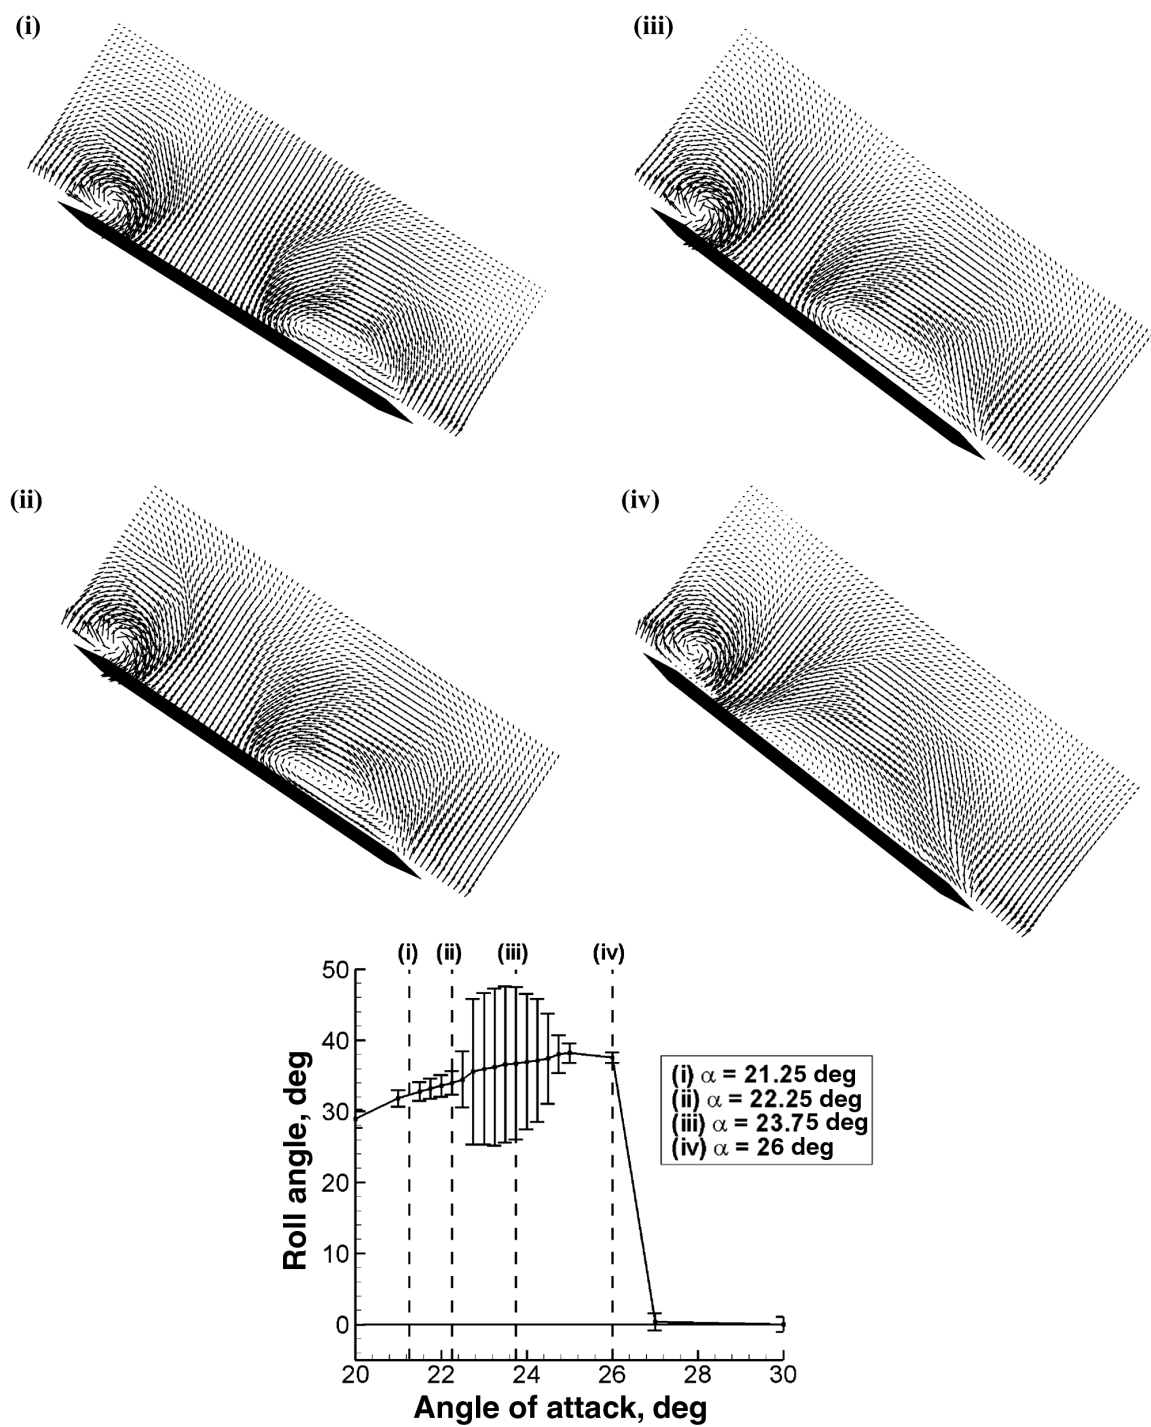 (i)
(iii)
(ii)
(iv)
(i) (ii) (iii) (iv)
50
40
30
20
10
0
Roll angle, deg
(i) α = 21.25 deg
(ii) α = 22.25 deg
(iii) α = 23.75 deg
(iv) α = 26 deg
20 22 24 26 28 30
Angle of attack, deg